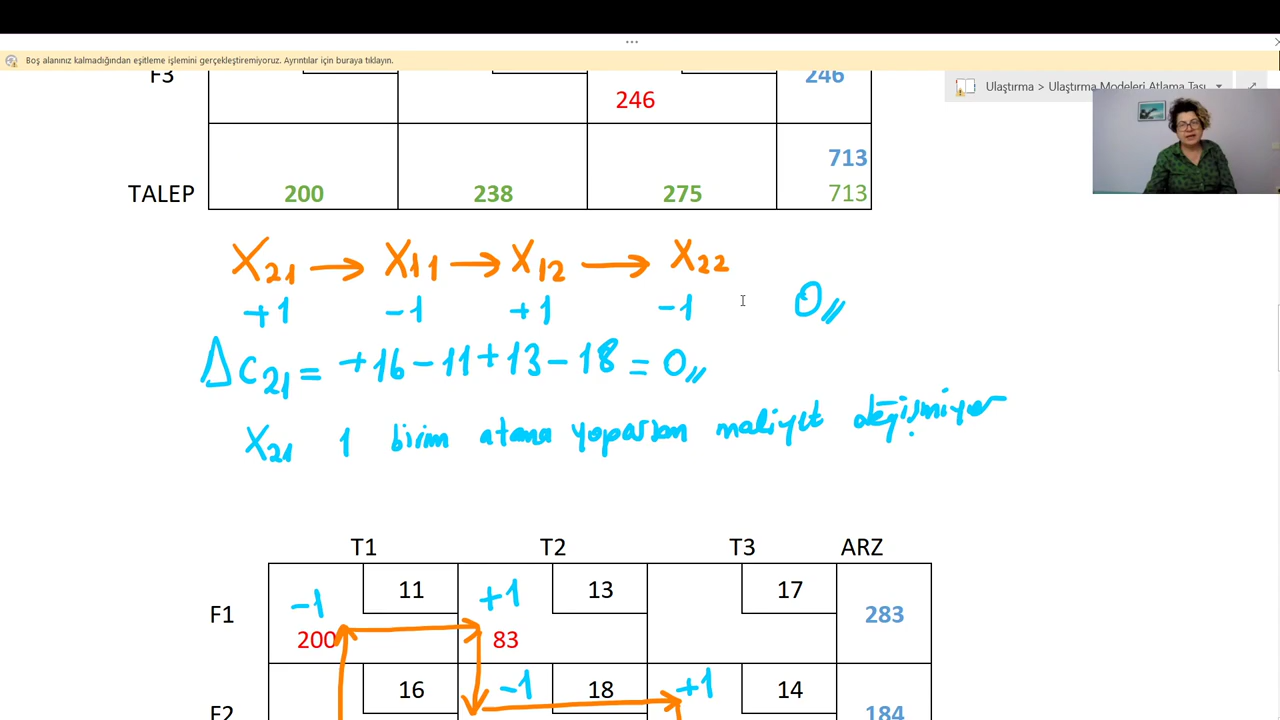 Boş alanınız kalmadığından eşitleme işlemini gerçekleştiremiyoruz. Ayrıntılar için buraya tıklayın.
Ulaştırma > Ulaştırma Modeleri Atlama Taşı
F3 246
246
713
TALEP 200 238 275 713
X21 → X11 → X12 → X22
+1 -1 +1 -1 0//
ΔC21 = +16-11+13-18=0//
X21 1 birim atama yaparsan maliyet değişmiyor
T1 T2 T3 ARZ
-1 11 +1 13 17
F1 283
200 83
16 -1 18 +1 14
F2 184